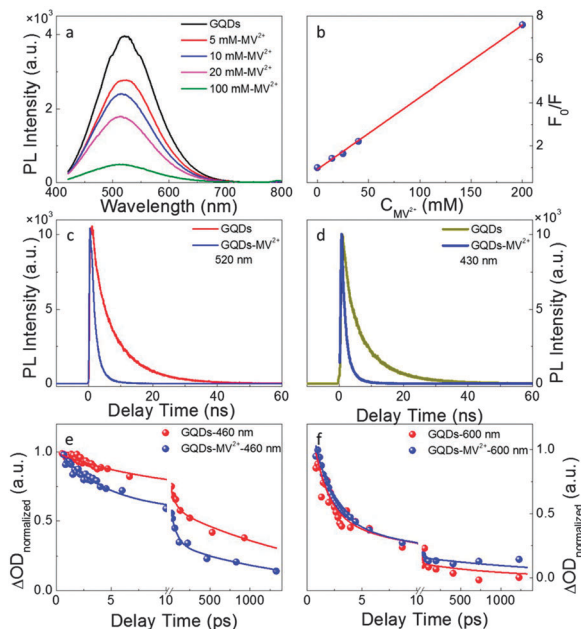 ×10³
a
GQDs
5 mM-MV²⁺
10 mM-MV²⁺
20 mM-MV²⁺
100 mM-MV²⁺
PL Intensity (a.u.)
4
2
0
400 500 600 700 800
Wavelength (nm)
b
8
6
4
2
F₀/F
0 50 100 150 200
C_MV²⁺ (mM)
×10³
c
GQDs
GQDs-MV²⁺
520 nm
PL Intensity (a.u.)
10
5
0
0 20 40 60
Delay Time (ns)
×10³
d
GQDs
GQDs-MV²⁺
430 nm
10
5
0
PL Intensity (a.u.)
0 20 40 60
Delay Time (ns)
e
GQDs-460 nm
GQDs-MV²⁺-460 nm
ΔOD normalized (a.u.)
1.0
0.5
0.0
0 5 10 500 1000
Delay Time (ps)
f
GQDs-600 nm
GQDs-MV²⁺-600 nm
1.0
0.5
0.0
ΔOD normalized (a.u.)
0 5 10 500 1000
Delay Time (ps)